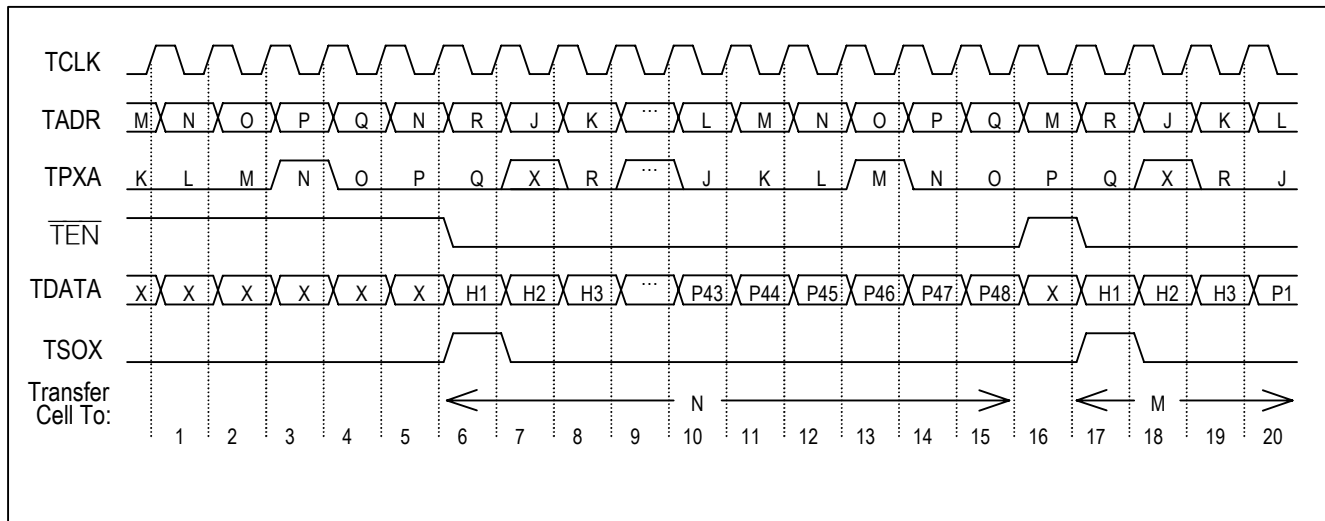 TCLK
TADR M N O P Q N R J K ... L M N O P Q M R J K L
TPXA K L M N O P Q X R ... J K L M N O P Q X R J
TEN
TDATA X X X X X X H1 H2 H3 ... P43 P44 P45 P46 P47 P48 X H1 H2 H3 P1
TSOX
Transfer
Cell To: N M
1 2 3 4 5 6 7 8 9 10 11 12 13 14 15 16 17 18 19 20